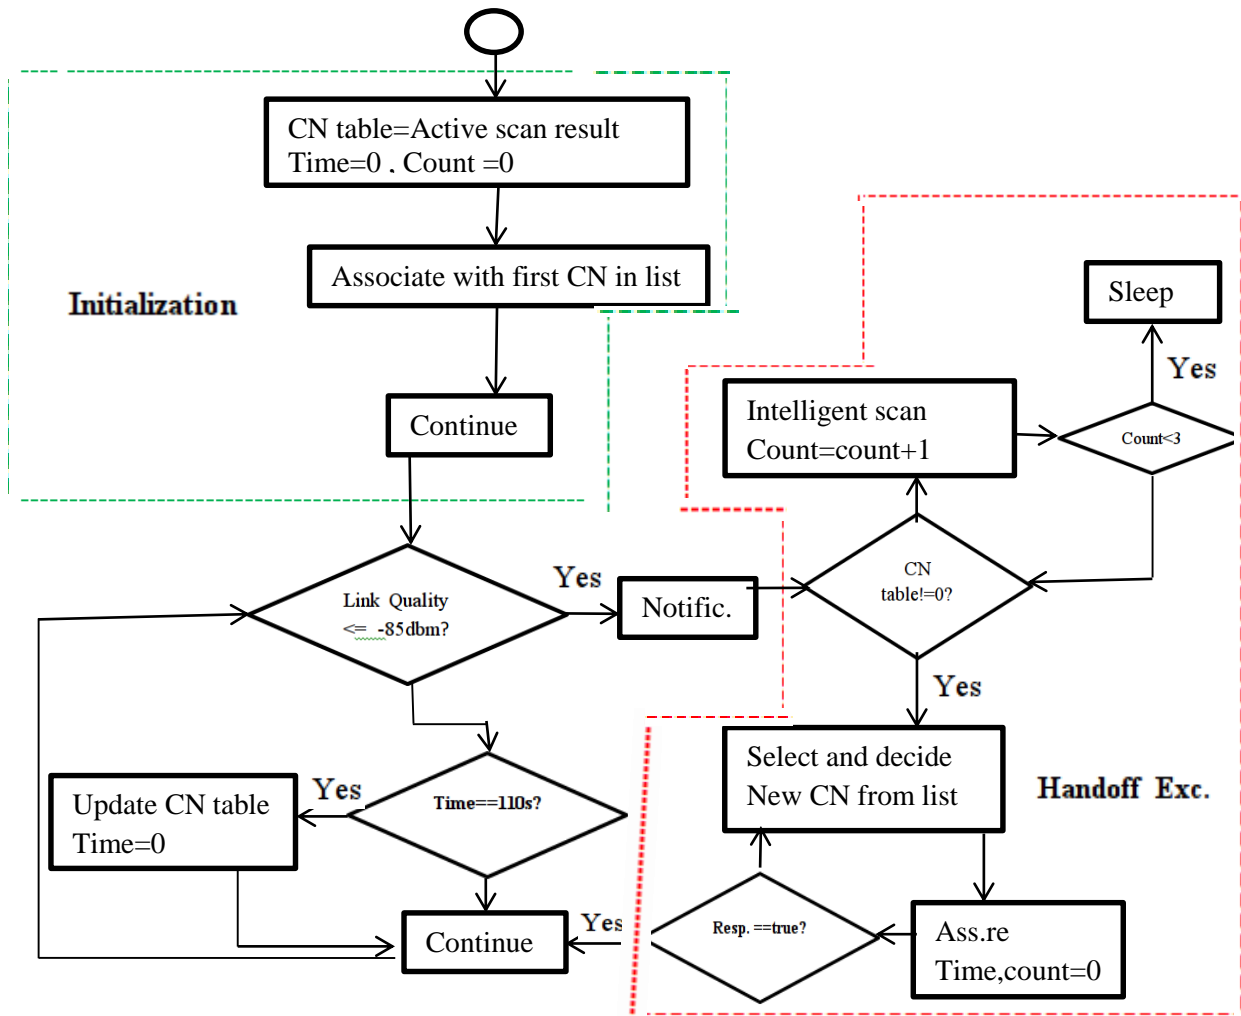 CN table=Active scan result
Time=0 , Count =0
Associate with first CN in list
Initialization
Continue
Sleep
Yes
Intelligent scan
Count=count+1
Count<3
Link Quality
<= -85dbm?
Yes
Notific.
CN
table!=0?
Yes
Select and decide
New CN from list
Handoff Exc.
Time==110s?
Yes
Update CN table
Time=0
Continue
Yes
Resp. ==true?
Ass.re
Time,count=0